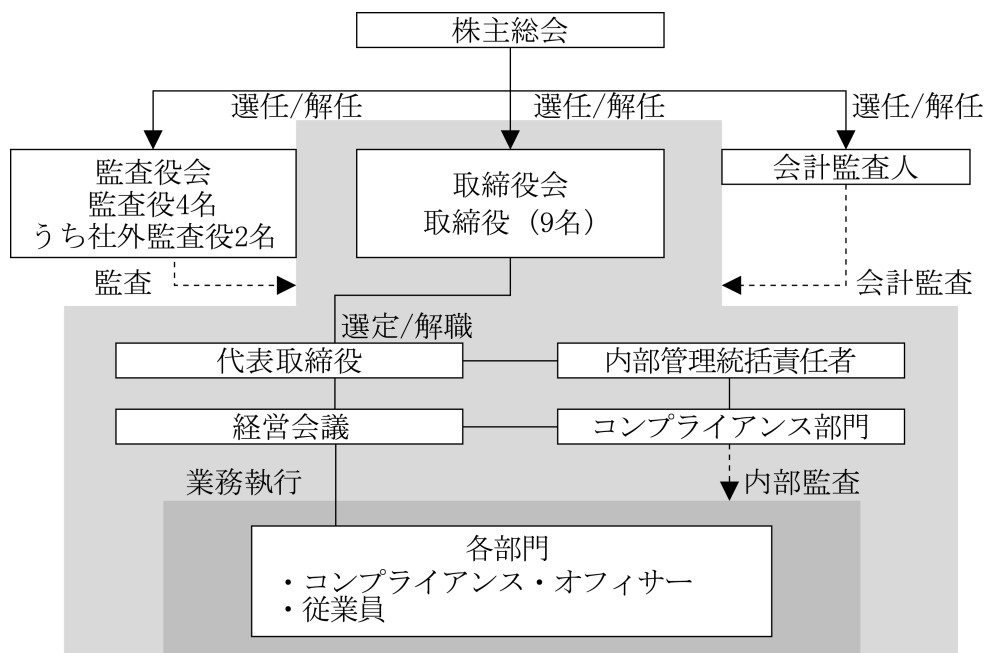 株主総会
選任/解任
選任/解任
選任/解任
監査役会
監査役4名
うち社外監査役2名
取締役会
取締役（9名）
会計監査人
監査
会計監査
選定/解職
代表取締役
内部管理統括責任者
経営会議
コンプライアンス部門
業務執行
内部監査
各部門
・コンプライアンス・オフィサー
・従業員